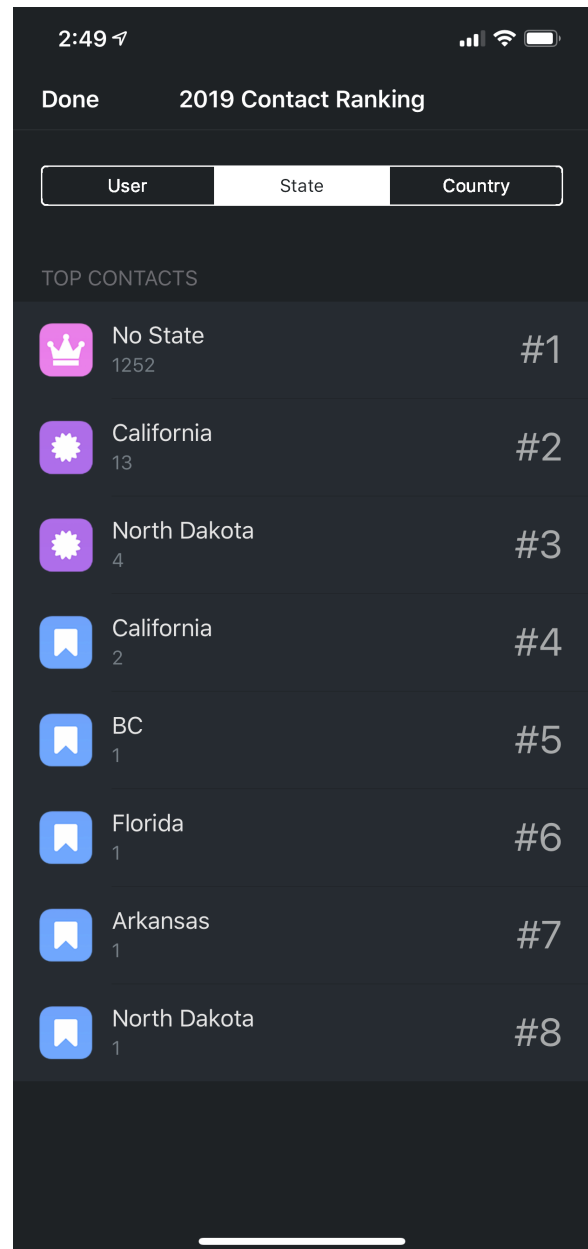 2:49
Done 2019 Contact Ranking
User State Country
TOP CONTACTS
No State
1252
#1
California
13
#2
North Dakota
4
#3
California
2
#4
BC
1
#5
Florida
1
#6
Arkansas
1
#7
North Dakota
1
#8